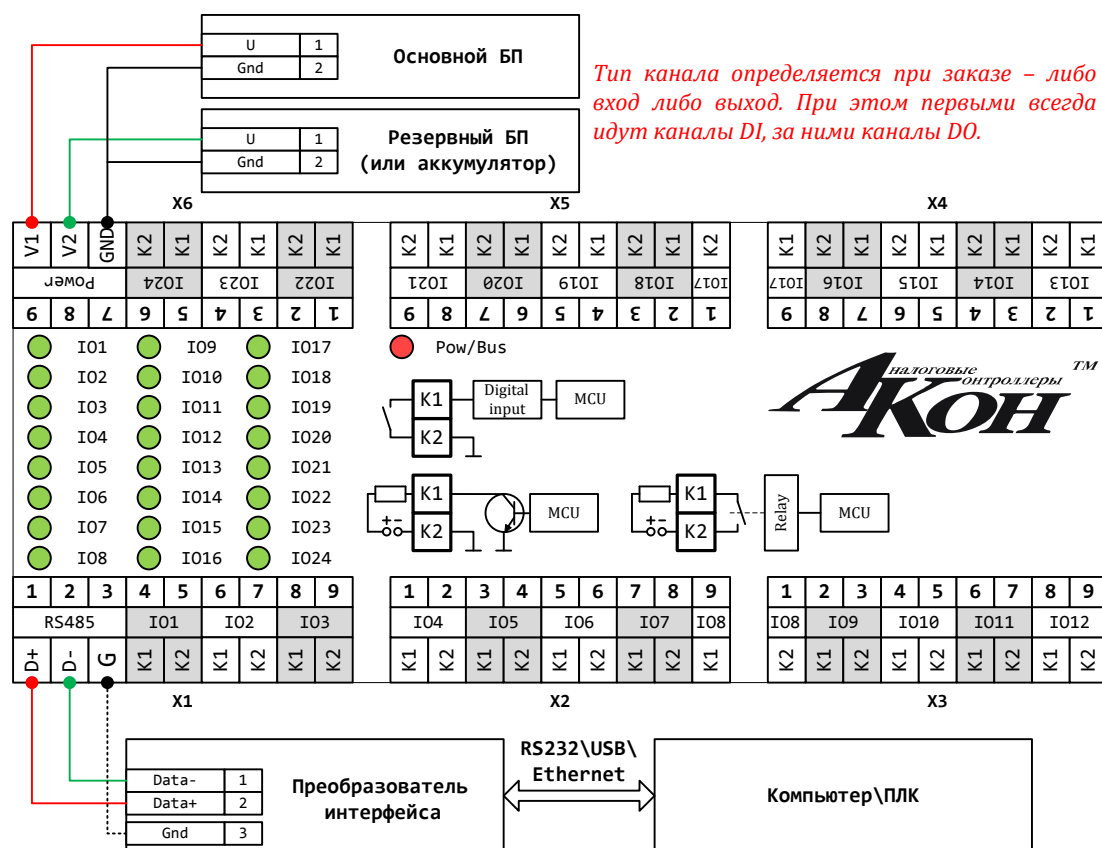 U 1
Gnd 2
Основной БП
U 1
Gnd 2
Резервный БП
(или аккумулятор)
Тип канала определяется при заказе – либо
вход либо выход. При этом первыми всегда
идут каналы DI, за ними каналы DO.
X6 X5 X4
V1 V2 GND K2 K1 K2 K1 K2 K1
Power IO24 IO23 IO22
9 8 7 6 5 4 3 2 1
K2 K1 K2 K1 K2 K1 K2 K1 K2
IO21 IO20 IO19 IO18 IO17
9 8 7 6 5 4 3 2 1
K1 K2 K1 K2 K1 K2 K1 K2 K1
IO17 IO16 IO15 IO14 IO13
9 8 7 6 5 4 3 2 1
IO1 IO9 IO17
IO2 IO10 IO18
IO3 IO11 IO19
IO4 IO12 IO20
IO5 IO13 IO21
IO6 IO14 IO22
IO7 IO15 IO23
IO8 IO16 IO24
Pow/Bus
K1 Digital input MCU
K2
K1 MCU
+-
K2
K1 Relay MCU
+-
K2
АКОН
Аналоговые
контроллеры
TM
1 2 3 4 5 6 7 8 9
RS485 IO1 IO2 IO3
D+ D- G K1 K2 K1 K2 K1 K2
1 2 3 4 5 6 7 8 9
IO4 IO5 IO6 IO7 IO8
K1 K2 K1 K2 K1 K2 K1 K2 K1
1 2 3 4 5 6 7 8 9
IO8 IO9 IO10 IO11 IO12
K2 K1 K2 K1 K2 K1 K2 K1 K2
X1 X2 X3
Data- 1
Data+ 2
Gnd 3
Преобразователь
интерфейса
RS232\USB\
Ethernet
Компьютер\ПЛК